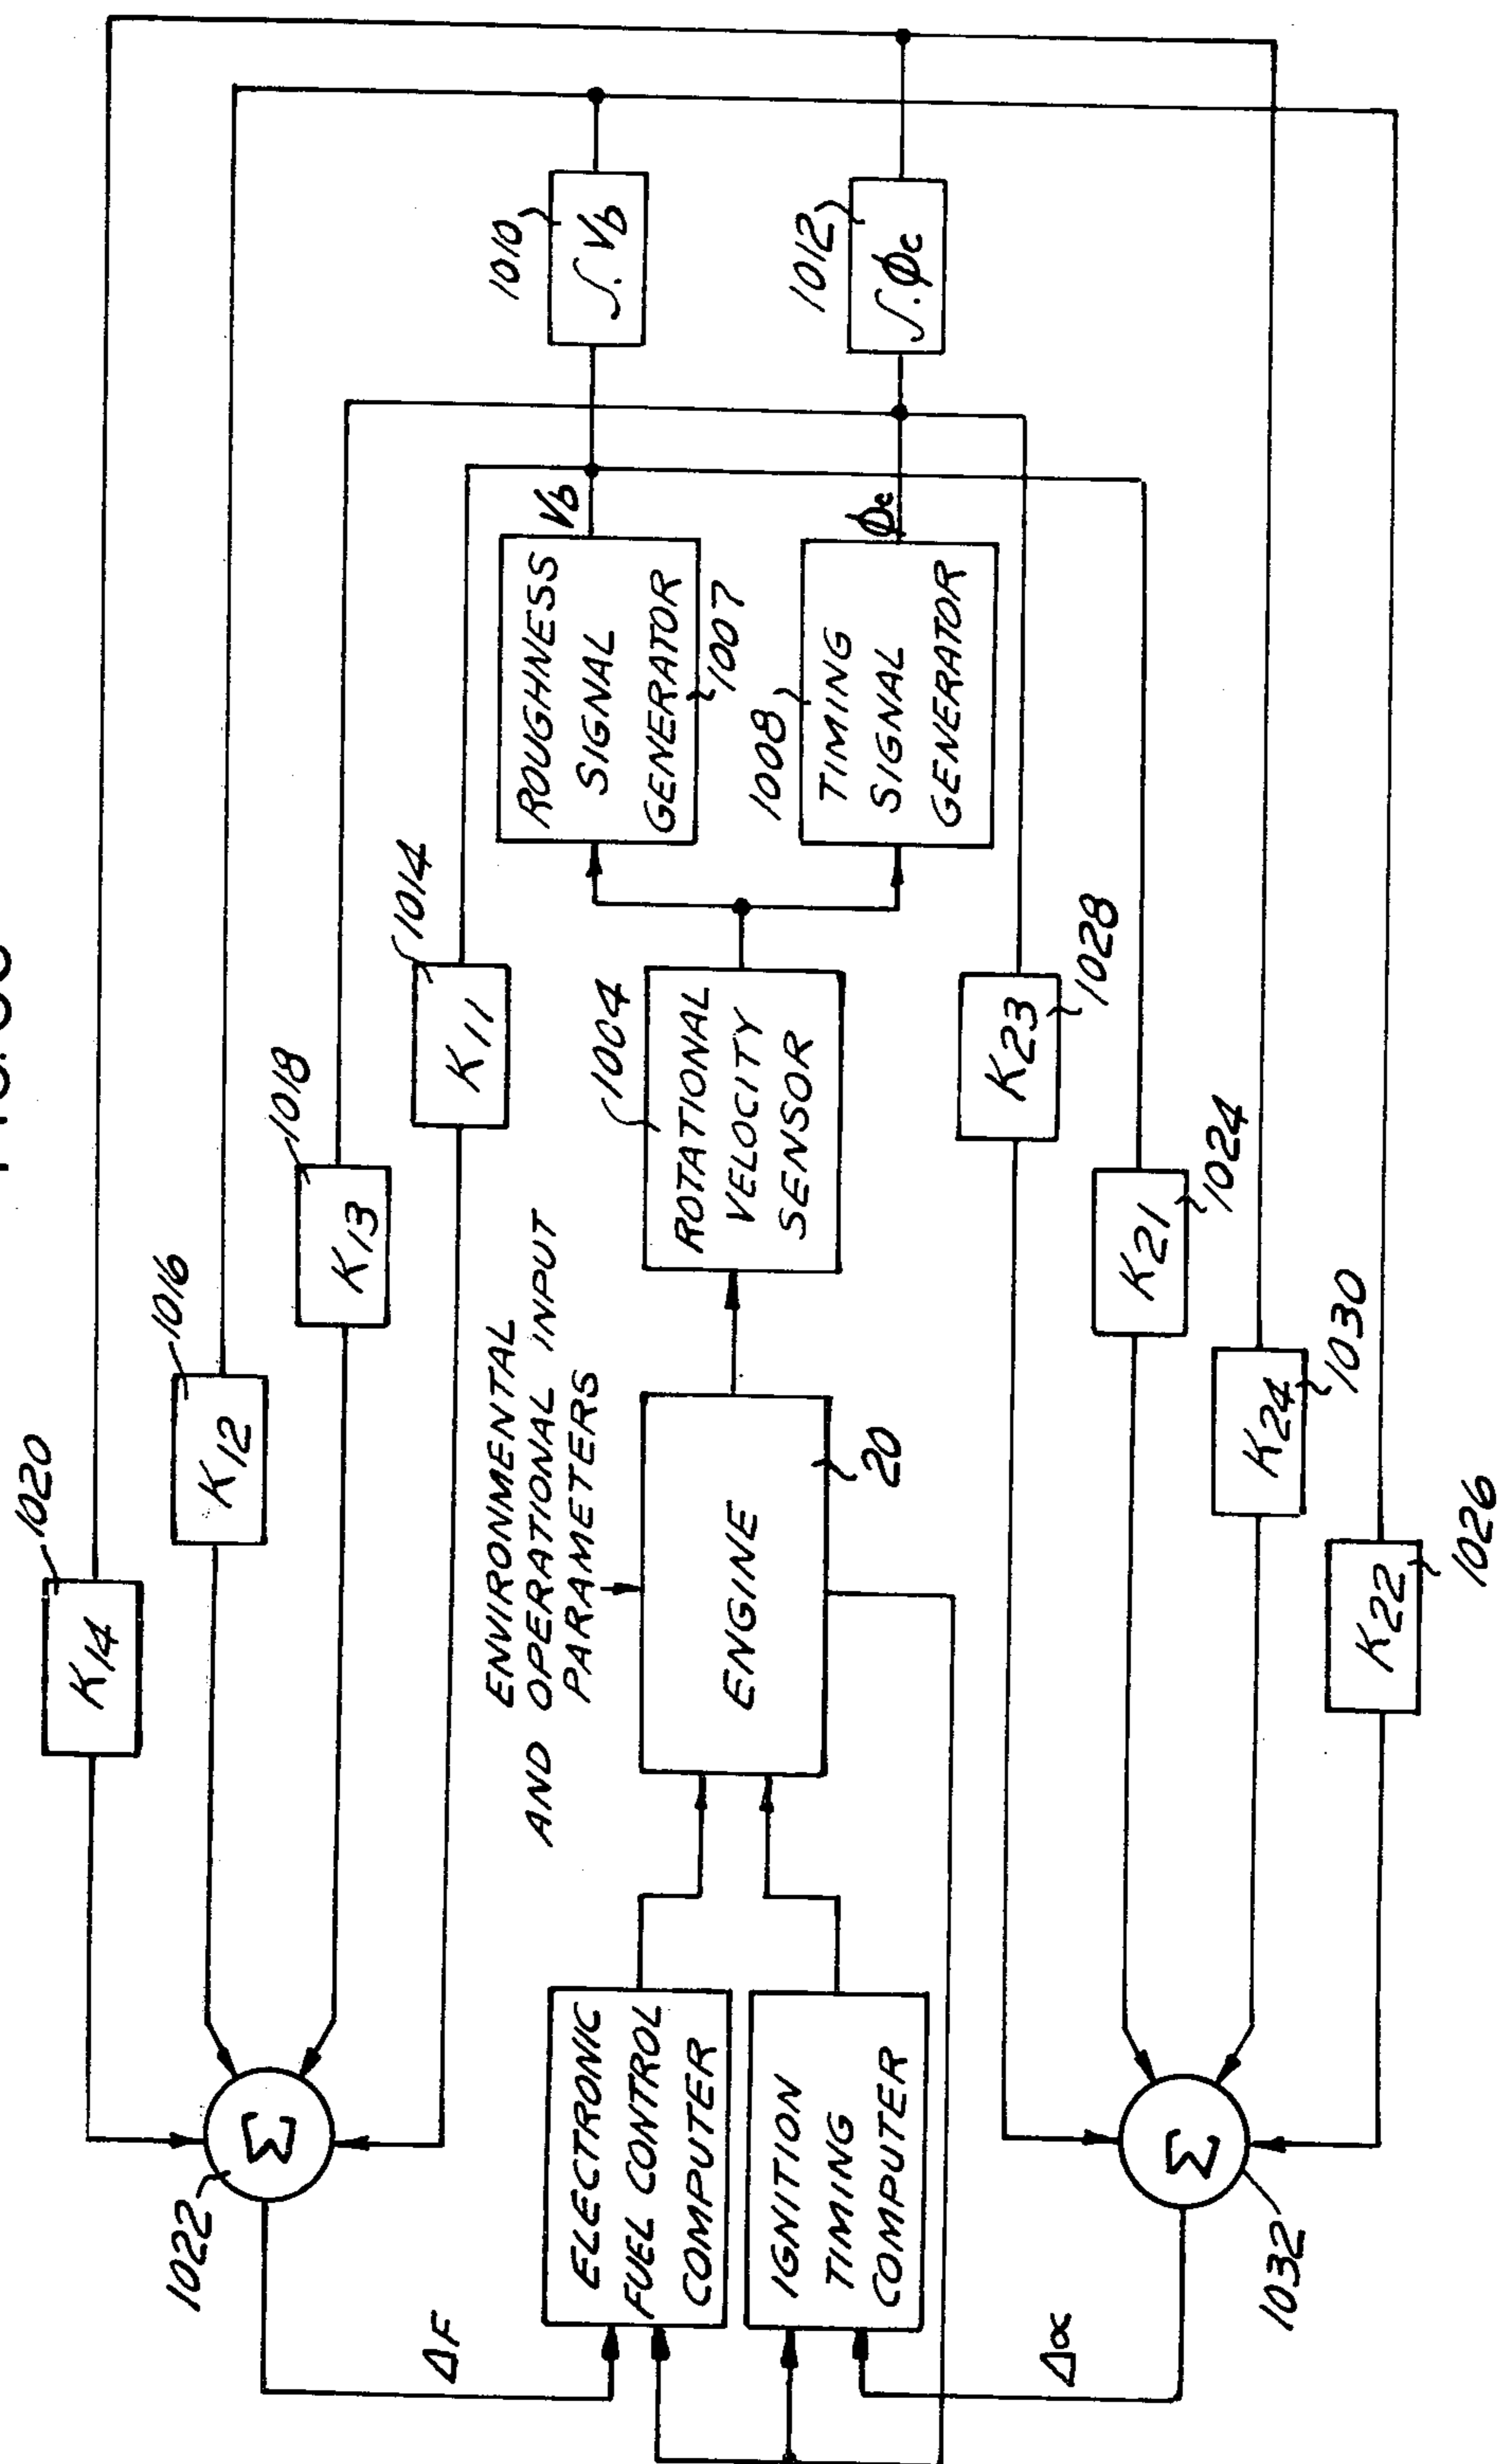 1020
K14
1016
K12
1018
K13
1014
K11
1022
Σ
ΔF
ENVIRONMENTAL
AND OPERATIONAL INPUT
PARAMETERS
ELECTRONIC
FUEL CONTROL
COMPUTER
IGNITION
TIMING
COMPUTER
ENGINE
20
1004
ROTATIONAL
VELOCITY
SENSOR
ROUGHNESS
SIGNAL
GENERATOR
1007
Vb
1010
∫. Vb
1008
TIMING
SIGNAL
GENERATOR
Φc
1012
∫. Φc
K23
1028
K21
1024
K24
1030
K22
1026
Σ
1032
Δα